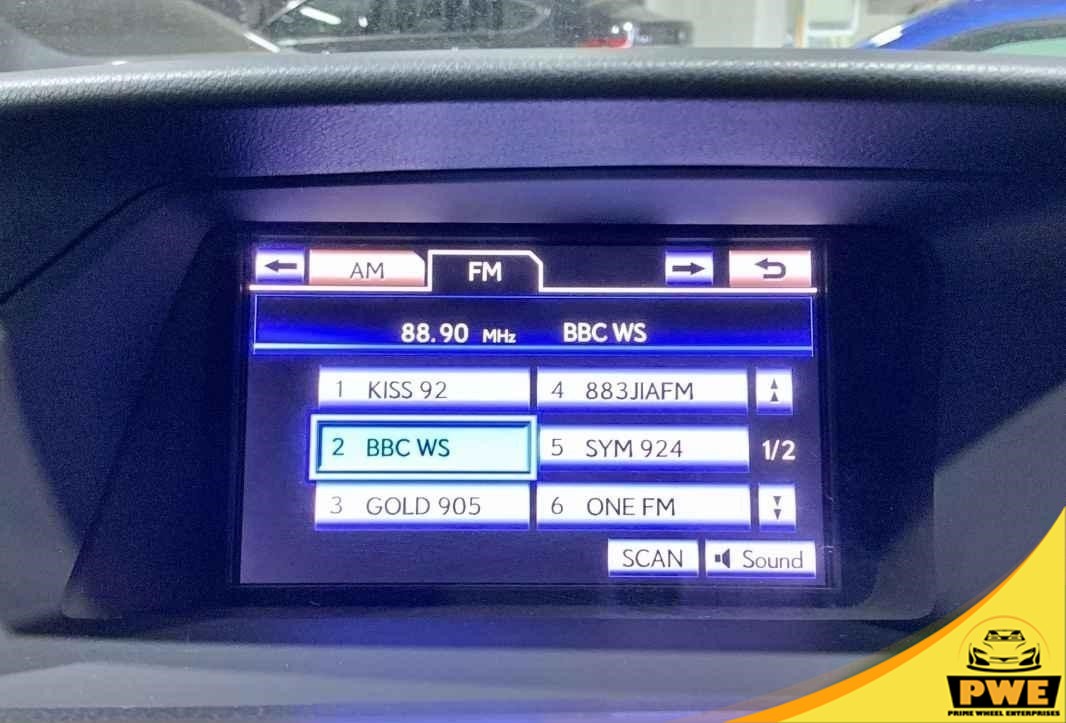 AM FM
88.90 MHz BBC WS
1 KISS 92 4 883JIAFM
2 BBC WS 5 SYM 924 1/2
3 GOLD 905 6 ONE FM
SCAN Sound
PWE
PRIME WHEEL ENTERPRISES